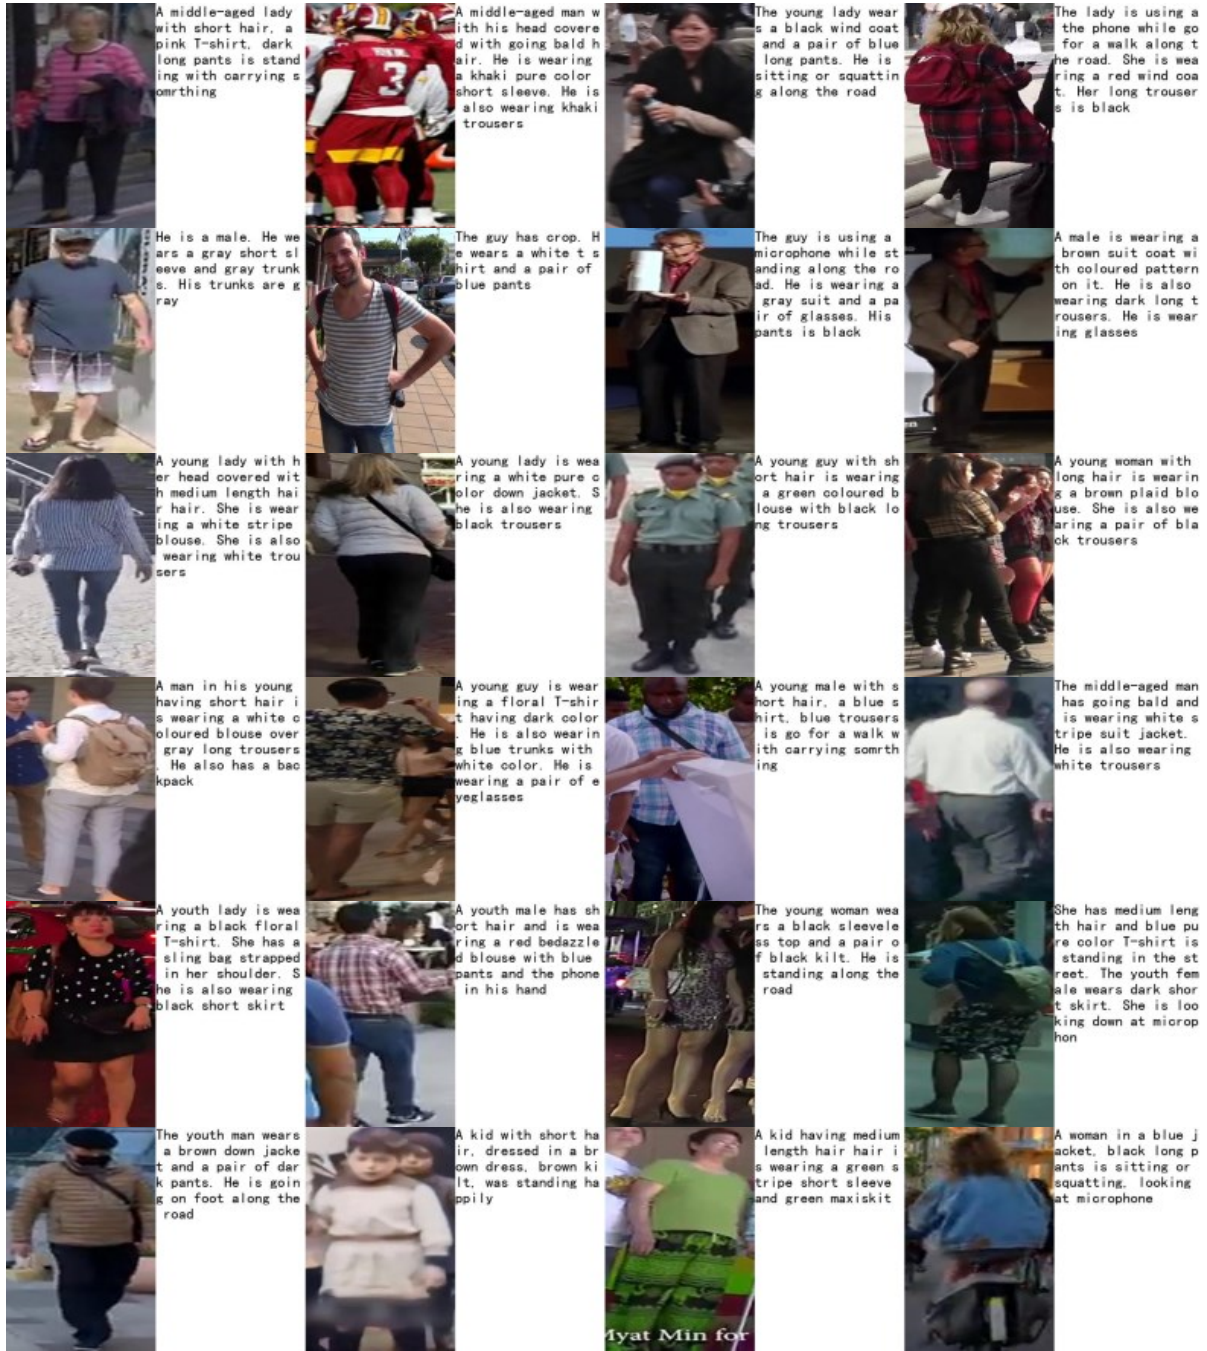 A middle-aged lady
with short hair, a
pink T-shirt, dark
long pants is stand
ing with carrying s
omrthing
3
A middle-aged man w
ith his head covere
d with going bald h
air. He is wearing
a khaki pure color
short sleeve. He is
also wearing khaki
trousers
The young lady wear
s a black wind coat
and a pair of blue
long pants. He is
sitting or squattin
g along the road
The lady is using a
the phone while go
for a walk along t
he road. She is wea
ring a red wind coa
t. Her long trouser
s is black
He is a male. He we
ars a gray short sl
eeve and gray trunk
s. His trunks are g
ray
The guy has crop. H
e wears a white t s
hirt and a pair of
blue pants
The guy is using a
microphone while st
anding along the ro
ad. He is wearing a
gray suit and a pa
ir of glasses. His
pants is black
en
A male is wearing a
brown suit coat wi
th coloured pattern
on it. He is also
wearing dark long t
rousers. He is wear
ing glasses
A young lady with h
er head covered wit
h medium length hai
r hair. She is wear
ing a white stripe
blouse. She is also
wearing white trou
sers
A young lady is wea
ring a white pure c
olor down jacket. S
he is also wearing
black trousers
A young guy with sh
ort hair is wearing
a green coloured b
louse with black lo
ng trousers
A young woman with
long hair is wearin
g a brown plaid blo
use. She is also we
aring a pair of bla
ck trousers
A man in his young
having short hair i
s wearing a white c
oloured blouse over
gray long trousers
. He also has a bac
kpack
A young guy is wear
ing a floral T-shir
t having dark color
. He is also wearin
g blue trunks with
white color. He is
wearing a pair of e
yeglasses
A young male with s
hort hair, a blue s
hirt, blue trousers
is go for a walk w
ith carrying somrth
ing
The middle-aged man
has going bald and
is wearing white s
tripe suit jacket.
He is also wearing
white trousers
A youth lady is wea
ring a black floral
T-shirt. She has a
sling bag strapped
in her shoulder. S
he is also wearing
black short skirt
A youth male has sh
ort hair and is wea
ring a red bedazzle
d blouse with blue
pants and the phone
in his hand
The young woman wea
rs a black sleevele
ss top and a pair o
f black kilt. He is
standing along the
road
She has medium leng
th hair and blue pu
re color T-shirt is
standing in the st
reet. The youth fem
ale wears dark shor
t skirt. She is loo
king down at microp
hon
The youth man wears
a brown down jacke
t and a pair of dar
k pants. He is goin
g on foot along the
road
A kid with short ha
ir, dressed in a br
own dress, brown ki
lt, was standing ha
ppily
Myat Min for
A kid having medium
length hair hair i
s wearing a green s
tripe short sleeve
and green maxiskit
A woman in a blue j
acket, black long p
ants is sitting or
squatting, looking
at microphone